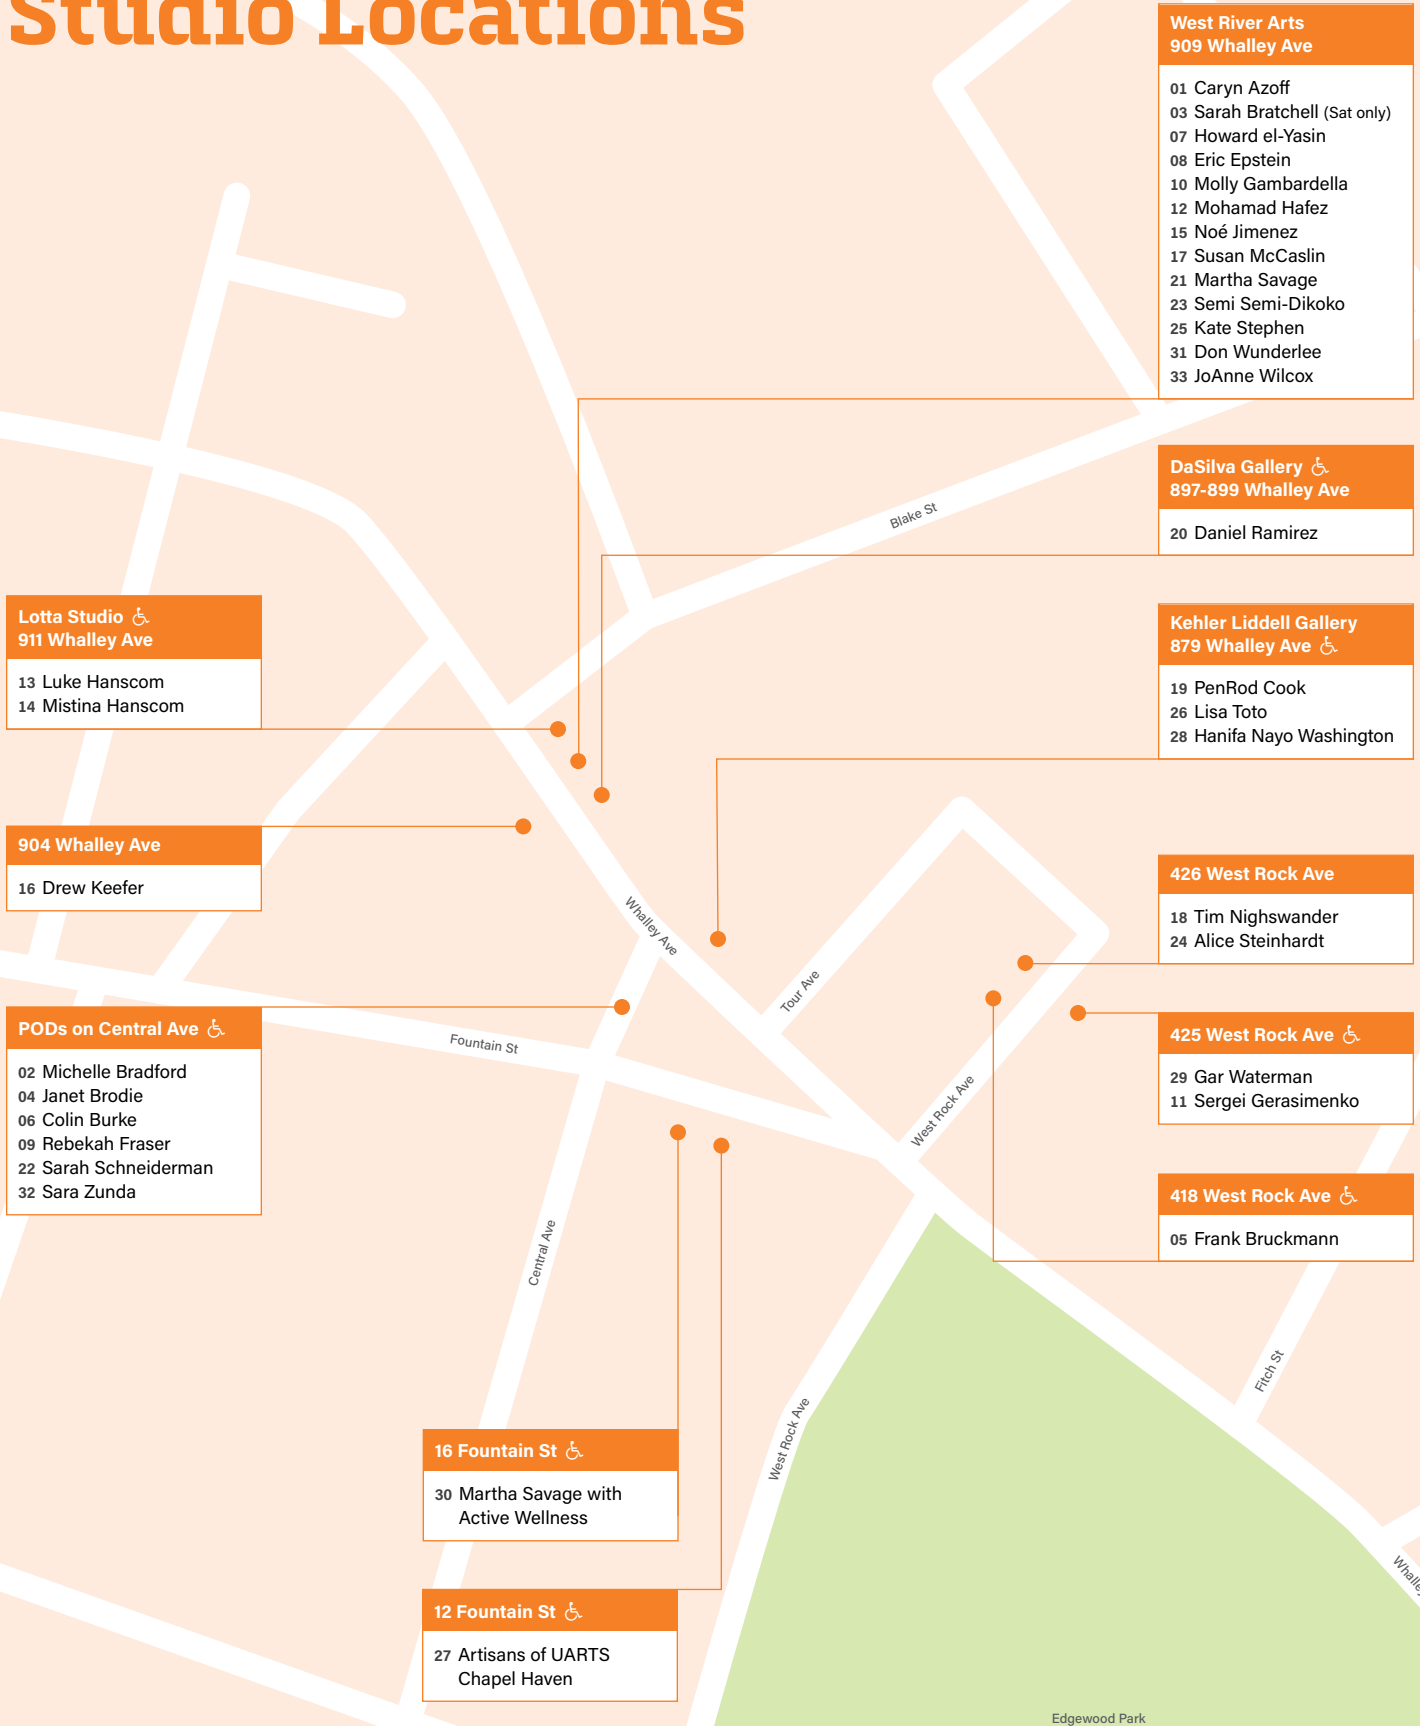 Studio Locations
West River Arts
909 Whalley Ave
01 Caryn Azoff
03 Sarah Bratchell (Sat only)
07 Howard el-Yasin
08 Eric Epstein
10 Molly Gambardella
12 Mohamad Hafez
15 Noé Jimenez
17 Susan McCaslin
21 Martha Savage
23 Semi Semi-Dikoko
25 Kate Stephen
31 Don Wunderlee
33 JoAnne Wilcox
DaSilva Gallery
897-899 Whalley Ave
20 Daniel Ramirez
Blake St
Lotta Studio
911 Whalley Ave
13 Luke Hanscom
14 Mistina Hanscom
Kehler Liddell Gallery
879 Whalley Ave
19 PenRod Cook
26 Lisa Toto
28 Hanifa Nayo Washington
904 Whalley Ave
16 Drew Keefer
Whalley Ave
426 West Rock Ave
18 Tim Nighswander
24 Alice Steinhardt
Tour Ave
PODs on Central Ave
02 Michelle Bradford
04 Janet Brodie
06 Colin Burke
09 Rebekah Fraser
22 Sarah Schneiderman
32 Sara Zunda
Fountain St
West Rock Ave
425 West Rock Ave
29 Gar Waterman
11 Sergei Gerasimenko
418 West Rock Ave
05 Frank Bruckmann
Central Ave
Fitch St
West Rock Ave
16 Fountain St
30 Martha Savage with
Active Wellness
12 Fountain St
27 Artisans of UARTS
Chapel Haven
Whalley
Edgewood Park